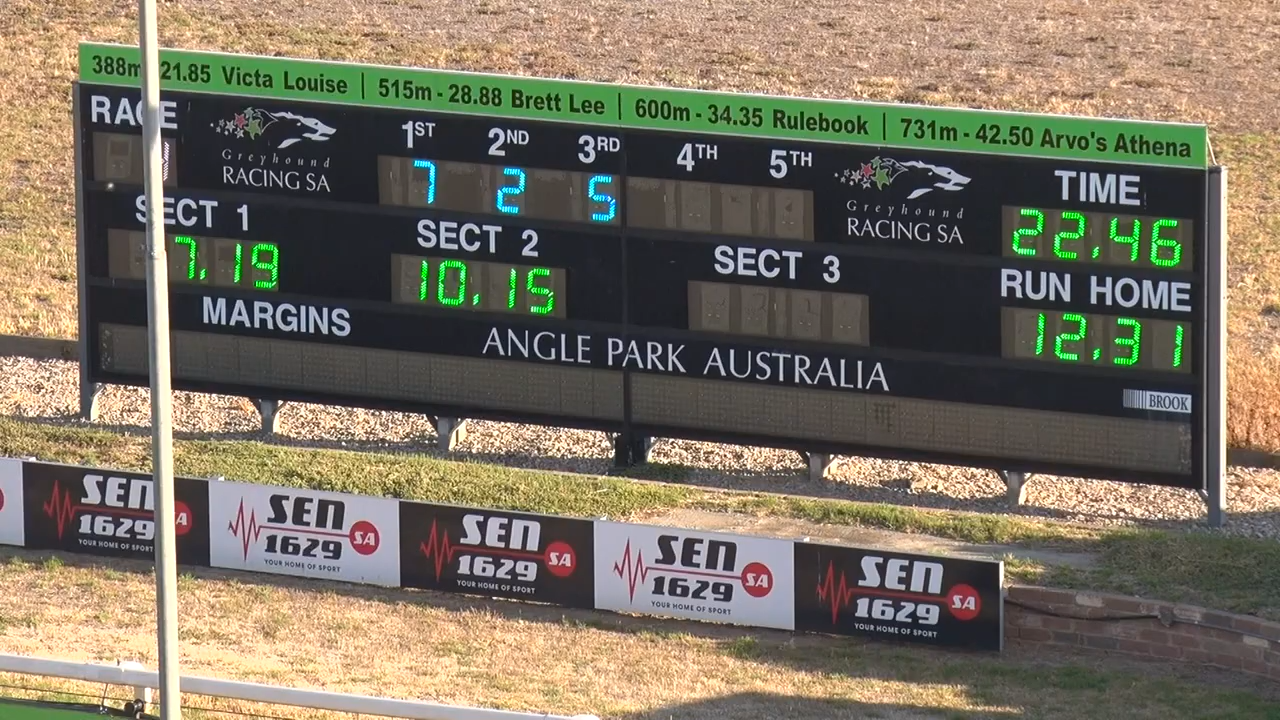 388m 21.85 Victa Louise | 515m - 28.88 Brett Lee | 600m - 34.35 Rulebook | 731m - 42.50 Arvo's Athena
RACE
Greyhound
RACING SA
1ST 2ND 3RD 4TH 5TH
7 2 5
Greyhound
RACING SA
TIME
22.46
SECT 1
7.19
SECT 2
10.15
SECT 3
RUN HOME
12.31
MARGINS
ANGLE PARK AUSTRALIA
BROOK
SEN
1629
SA
YOUR HOME OF SPORT
SEN
1629
SA
YOUR HOME OF SPORT
SEN
1629
SA
YOUR HOME OF SPORT
SEN
1629
SA
YOUR HOME OF SPORT
SEN
1629
SA
YOUR HOME OF SPORT